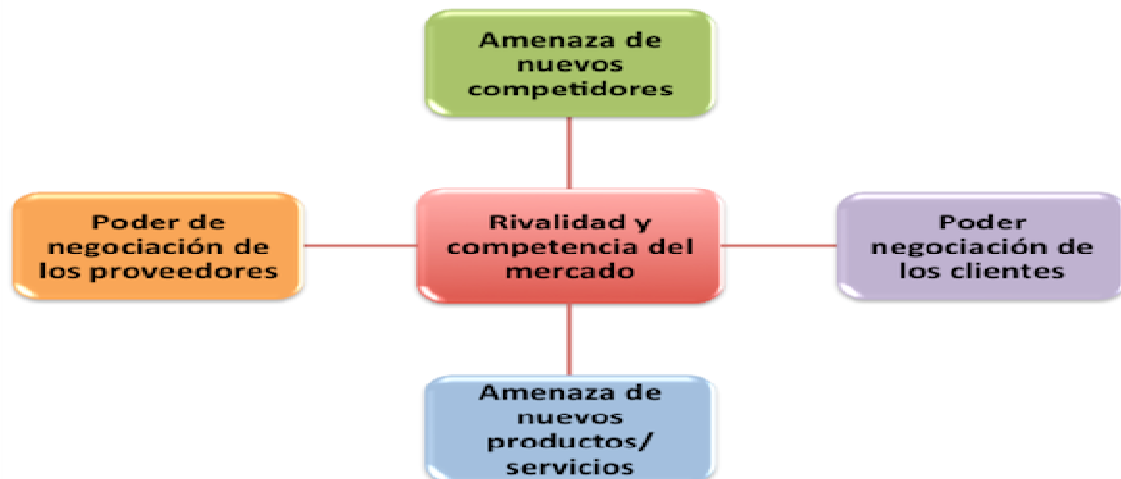 Amenaza de
nuevos
competidores
Poder de
negociación de
los proveedores
Rivalidad y
competencia del
mercado
Poder
negociación de
los clientes
Amenaza de
nuevos
productos/
servicios